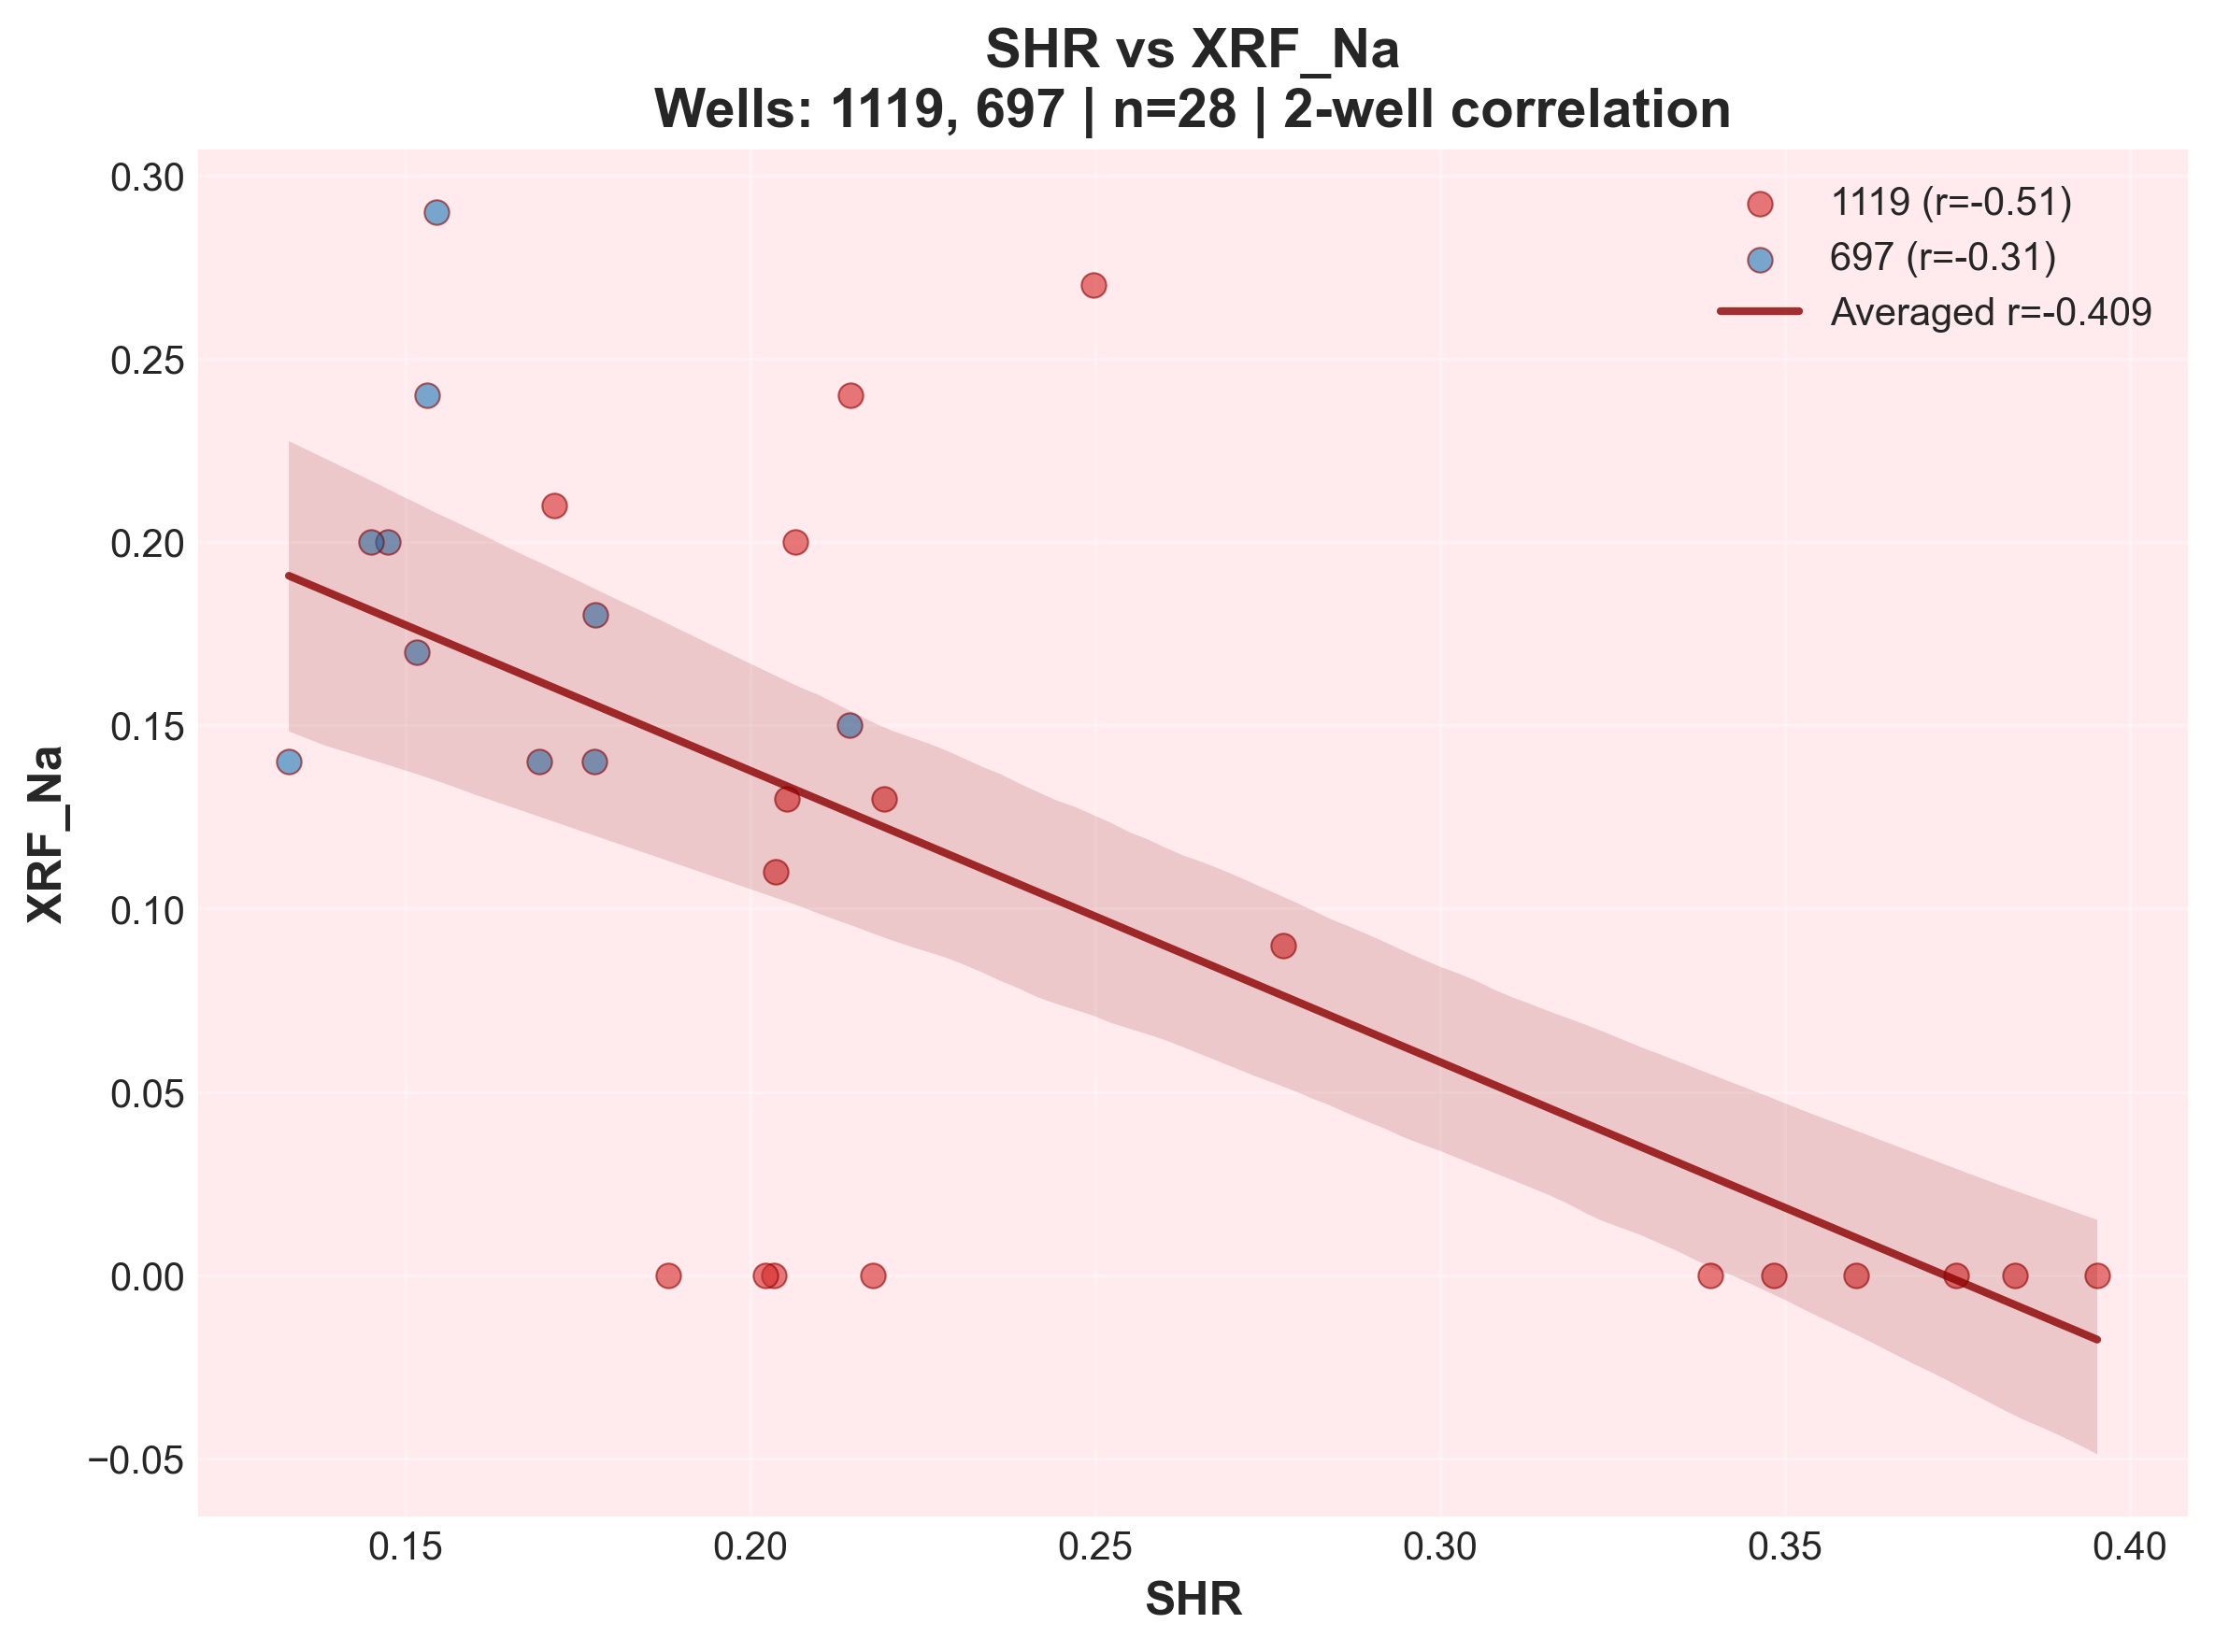 SHR vs XRF_Na
Wells: 1119, 697 | n=28 | 2-well correlation
1119 (r=-0.51)
697 (r=-0.31)
Averaged r=-0.409
XRF_Na
0.30
0.25
0.20
0.15
0.10
0.05
0.00
−0.05
0.15
0.20
0.25
0.30
0.35
0.40
SHR